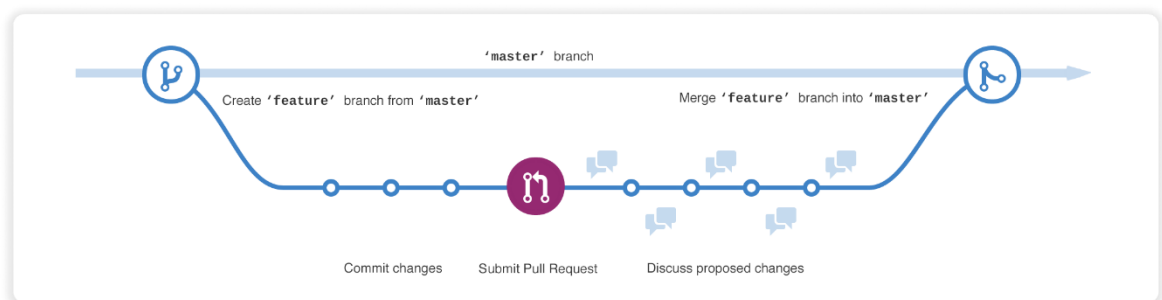 ‘master’ branch
Create ‘feature’ branch from ‘master’
Merge ‘feature’ branch into ‘master’
Commit changes
Submit Pull Request
Discuss proposed changes